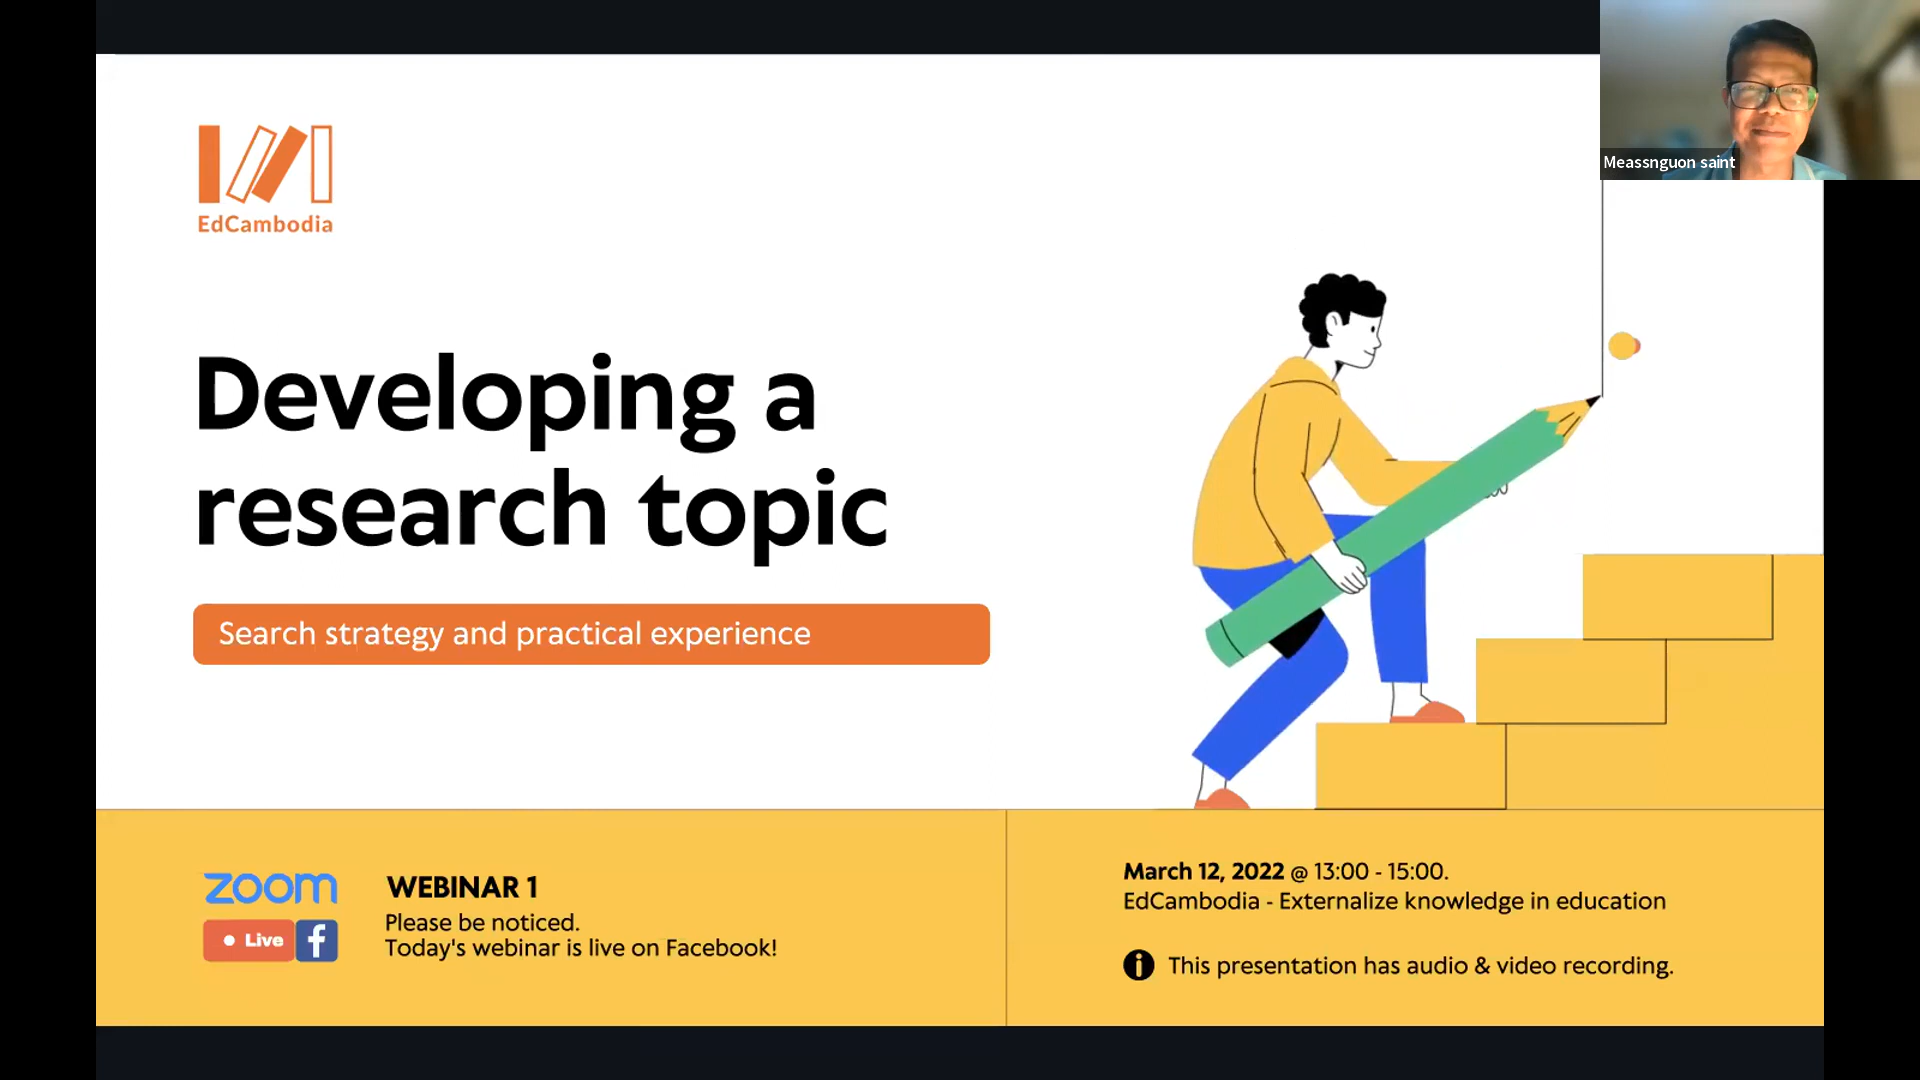 Meassnguon saint
EdCambodia
Developing a
research topic
Search strategy and practical experience
zoom
Live
WEBINAR 1
Please be noticed.
Today's webinar is live on Facebook!
March 12, 2022 @ 13:00 - 15:00.
EdCambodia - Externalize knowledge in education
This presentation has audio & video recording.